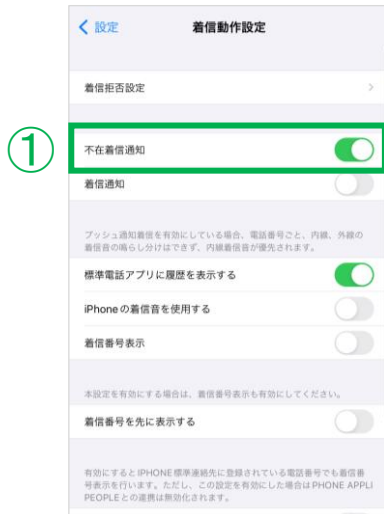 設定
着信動作設定
着信拒否設定
①
不在着信通知
着信通知
プッシュ通知着信を有効にしている場合、電話番号ごと、内線、外線の
着信音の鳴らし分けはできず、内線着信音が優先されます。
標準電話アプリに履歴を表示する
iPhoneの着信音を使用する
着信番号表示
本設定を有効にする場合は、着信番号表示も有効にしてください。
着信番号を先に表示する
有効にするとIPHONE標準連絡先に登録されている電話番号でも着信番
号表示を行います。ただし、この設定を有効にした場合はPHONE APPLI
PEOPLEとの連携は無効化されます。